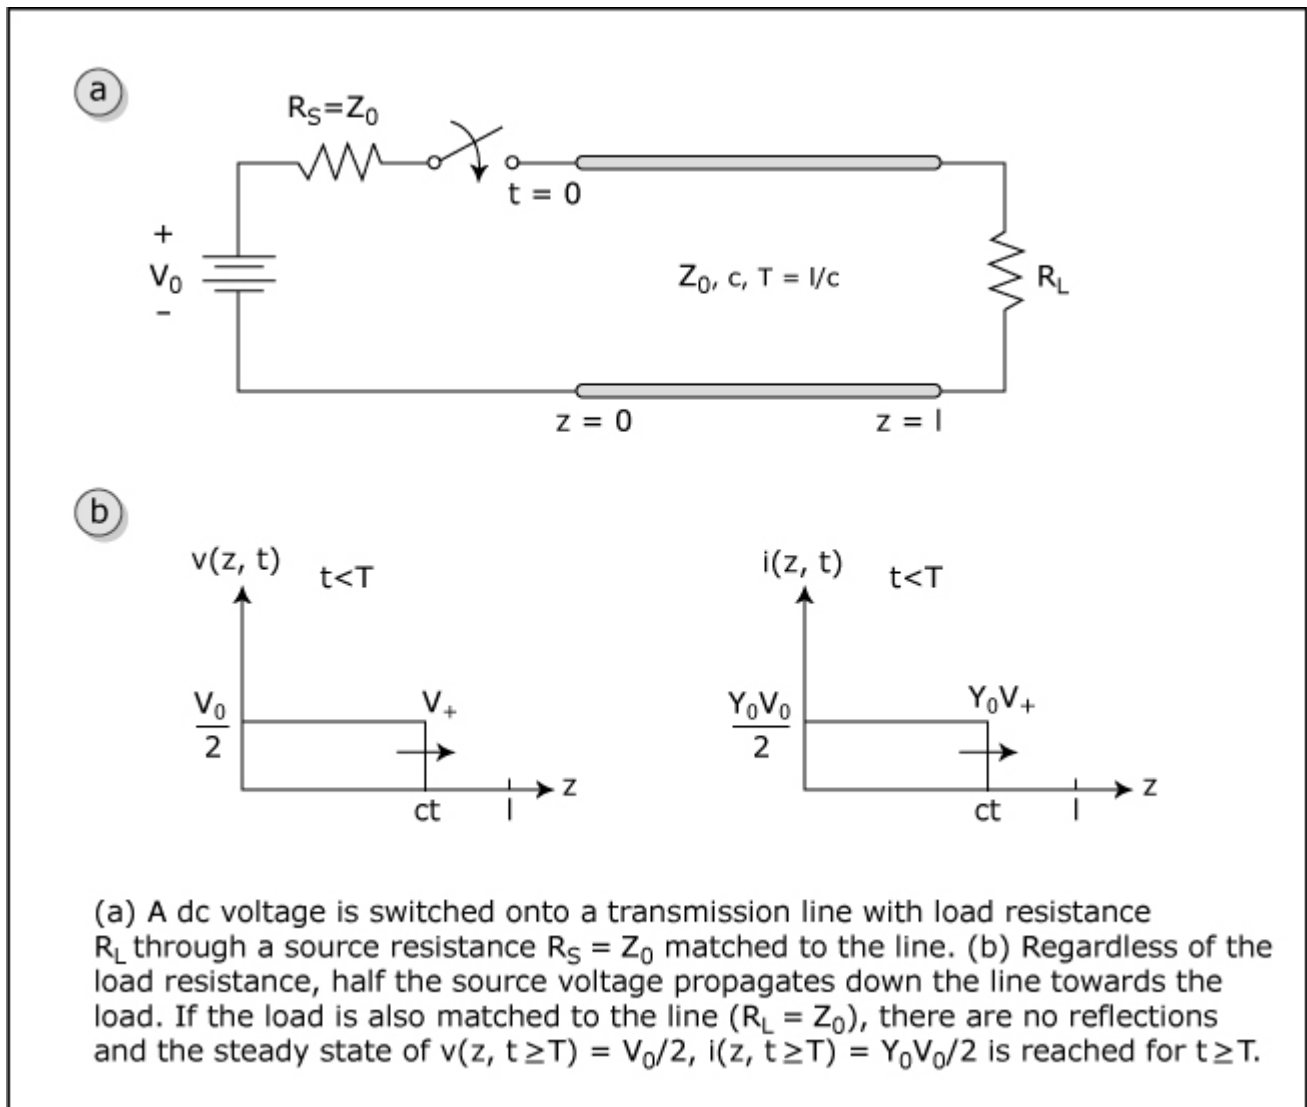 a
R_S=Z_0
t = 0
+
V_0
−
Z_0, c, T = l/c
R_L
z = 0
z = l
b
v(z, t)
t<T
V_0
2
V_+
ct
l
z
i(z, t)
t<T
Y_0V_0
2
Y_0V_+
ct
l
z
(a) A dc voltage is switched onto a transmission line with load resistance
R_L through a source resistance R_S = Z_0 matched to the line. (b) Regardless of the
load resistance, half the source voltage propagates down the line towards the
load. If the load is also matched to the line (R_L = Z_0), there are no reflections
and the steady state of v(z, t ≥T) = V_0/2, i(z, t ≥T) = Y_0V_0/2 is reached for t ≥ T.